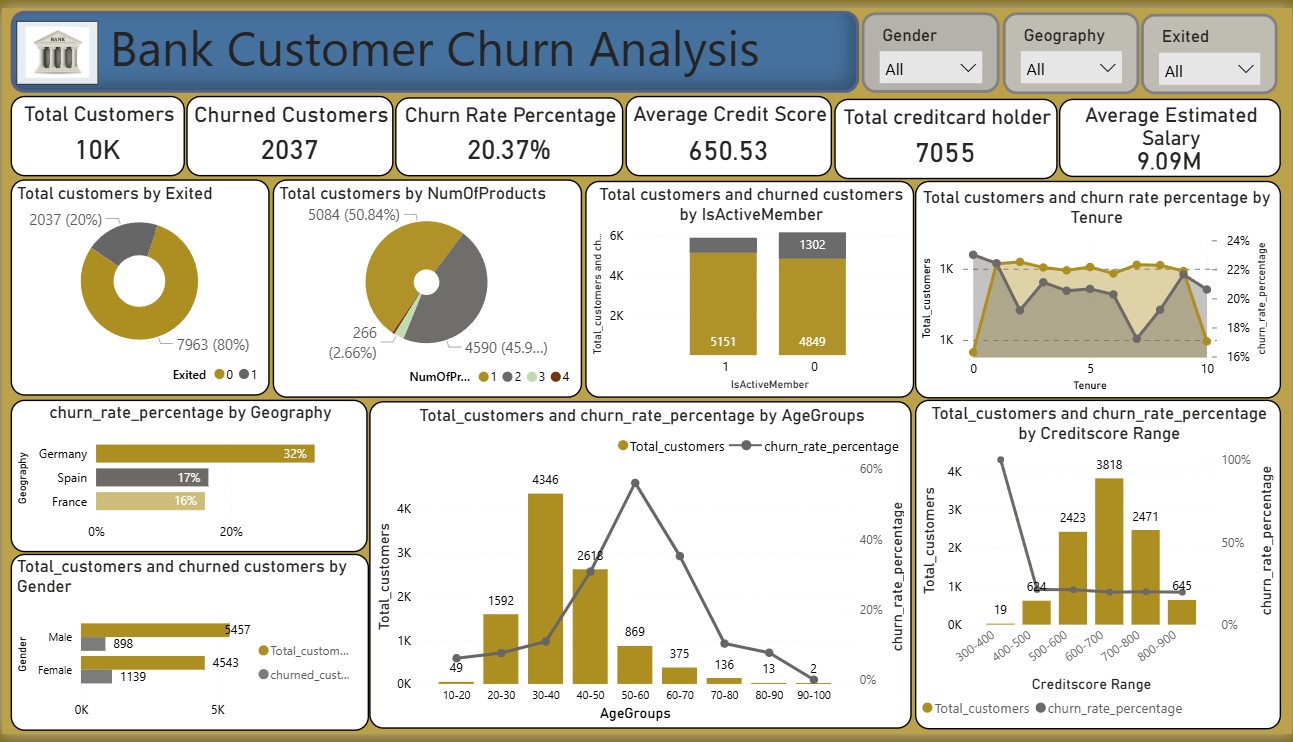 BANK
Bank Customer Churn Analysis
Gender
All
Geography
All
Exited
All
Total Customers
10K
Churned Customers
2037
Churn Rate Percentage
20.37%
Average Credit Score
650.53
Total creditcard holder
7055
Average Estimated
Salary
9.09M
Total customers by Exited
2037 (20%)
7963 (80%)
Exited 0 1
Total customers by NumOfProducts
5084 (50.84%)
266
(2.66%)
4590 (45.9...)
NumOfPr... 1 2 3 4
Total customers and churned customers
by IsActiveMember
Total_customers and ch...
6K
4K
2K
1302
5151
4849
1
0
IsActiveMember
Total customers and churn rate percentage by
Tenure
Total_customers
1K
1K
24%
22%
20%
18%
16%
churn_rate_percentage
0
5
10
Tenure
churn_rate_percentage by Geography
Geography
Germany
32%
Spain
17%
France
16%
0%
20%
Total_customers and churned customers by
Gender
Gender
Male
5457
898
Female
4543
1139
0K
5K
Total_custom...
churned_cust...
Total_customers and churn_rate_percentage by AgeGroups
Total_customers churn_rate_percentage
Total_customers
4K
3K
2K
1K
0K
49
1592
4346
2618
869
375
136
13
2
60%
40%
20%
0%
churn_rate_percentage
10-20
20-30
30-40
40-50
50-60
60-70
70-80
80-90
90-100
AgeGroups
Total_customers and churn_rate_percentage
by Creditscore Range
Total_customers
4K
3K
2K
1K
0K
19
624
2423
3818
2471
645
100%
50%
0%
churn_rate_percentage
300-400
400-500
500-600
600-700
700-800
800-900
Creditscore Range
Total_customers churn_rate_percentage